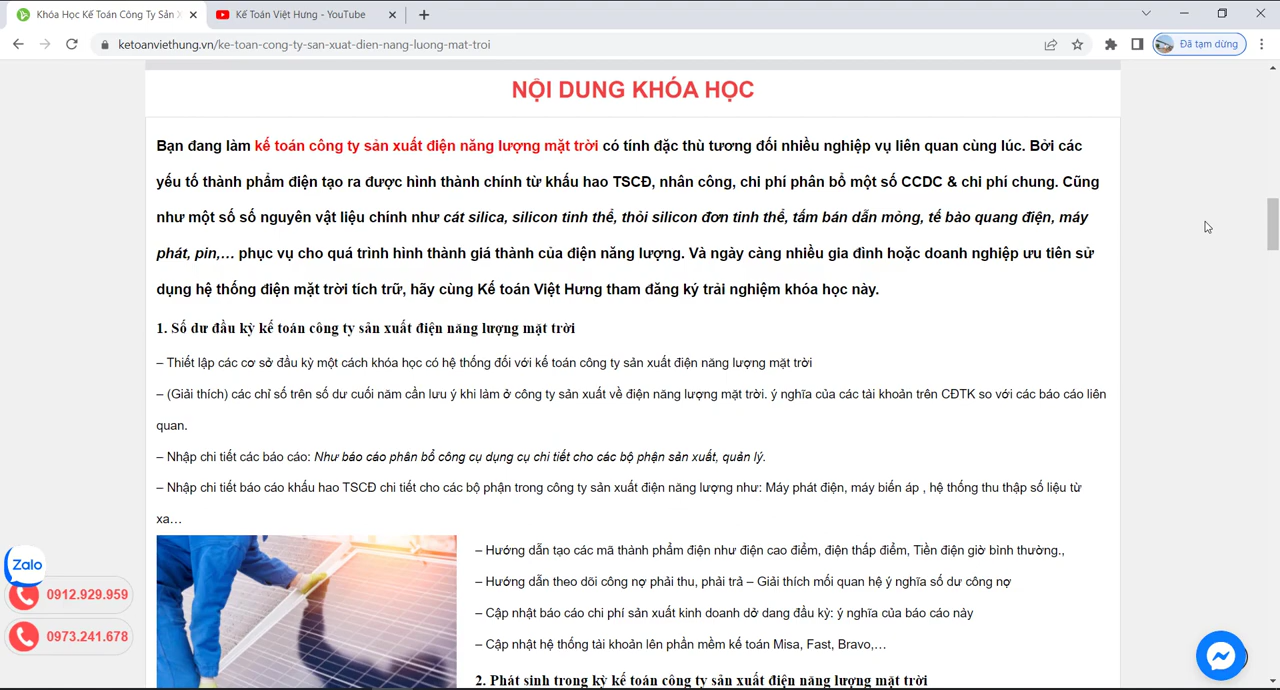 Khóa Học Kế Toán Công Ty Sản X
Kế Toán Việt Hưng - YouTube
ketoanviethung.vn/ke-toan-cong-ty-san-xuat-dien-nang-luong-mat-troi
Đã tạm dừng
NỘI DUNG KHÓA HỌC
Bạn đang làm kế toán công ty sản xuất điện năng lượng mặt trời có tính đặc thù tương đối nhiều nghiệp vụ liên quan cùng lúc. Bởi các
yếu tố thành phẩm điện tạo ra được hình thành chính từ khấu hao TSCĐ, nhân công, chi phí phân bổ một số CCDC & chi phí chung. Cũng
như một số số nguyên vật liệu chính như cát silica, silicon tinh thể, thỏi silicon đơn tinh thể, tấm bán dẫn mỏng, tế bào quang điện, máy
phát, pin,… phục vụ cho quá trình hình thành giá thành của điện năng lượng. Và ngày càng nhiều gia đình hoặc doanh nghiệp ưu tiên sử
dụng hệ thống điện mặt trời tích trữ, hãy cùng Kế toán Việt Hưng tham đăng ký trải nghiệm khóa học này.
1. Số dư đầu kỳ kế toán công ty sản xuất điện năng lượng mặt trời
– Thiết lập các cơ sở đầu kỳ một cách khóa học có hệ thống đối với kế toán công ty sản xuất điện năng lượng mặt trời
– (Giải thích) các chỉ số trên số dư cuối năm cần lưu ý khi làm ở công ty sản xuất về điện năng lượng mặt trời. ý nghĩa của các tài khoản trên CĐTK so với các báo cáo liên
quan.
– Nhập chi tiết các báo cáo: Như báo cáo phân bổ công cụ dụng cụ chi tiết cho các bộ phận sản xuất, quản lý.
– Nhập chi tiết báo cáo khấu hao TSCĐ chi tiết cho các bộ phận trong công ty sản xuất điện năng lượng như: Máy phát điện, máy biến áp , hệ thống thu thập số liệu từ
xa…
– Hướng dẫn tạo các mã thành phẩm điện như điện cao điểm, điện thấp điểm, Tiền điện giờ bình thường.,
– Hướng dẫn theo dõi công nợ phải thu, phải trả – Giải thích mối quan hệ ý nghĩa số dư công nợ
– Cập nhật báo cáo chi phí sản xuất kinh doanh dở dang đầu kỳ: ý nghĩa của báo cáo này
– Cập nhật hệ thống tài khoản lên phần mềm kế toán Misa, Fast, Bravo,…
2. Phát sinh trong kỳ kế toán công ty sản xuất điện năng lượng mặt trời
Zalo
0912.929.959
0973.241.678